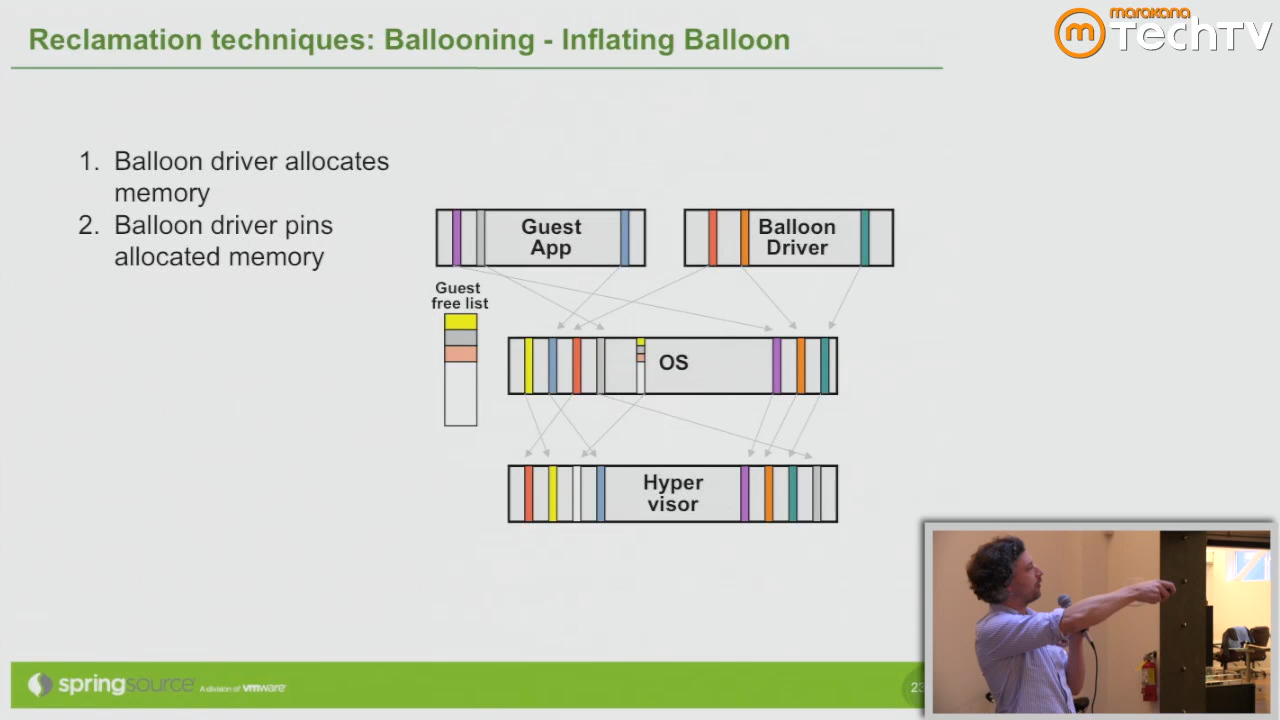 Reclamation techniques: Ballooning - Inflating Balloon
marakana
m TechTV
1. Balloon driver allocates
memory
2. Balloon driver pins
allocated memory
Guest
App
Balloon
Driver
Guest
free list
OS
Hyper
visor
springsource A division of vmware